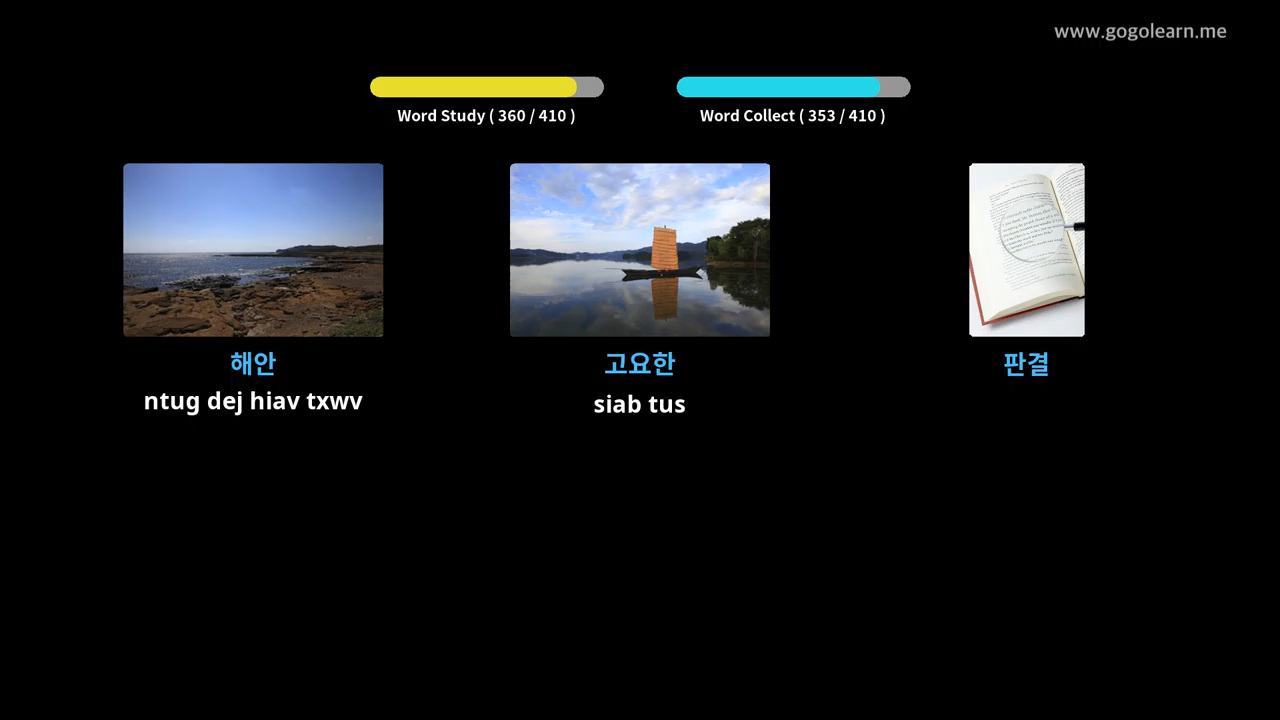 www.gogolearn.me
Word Study ( 360 / 410 )
Word Collect ( 353 / 410 )
해안
ntug dej hiav txwv
고요한
siab tus
판결